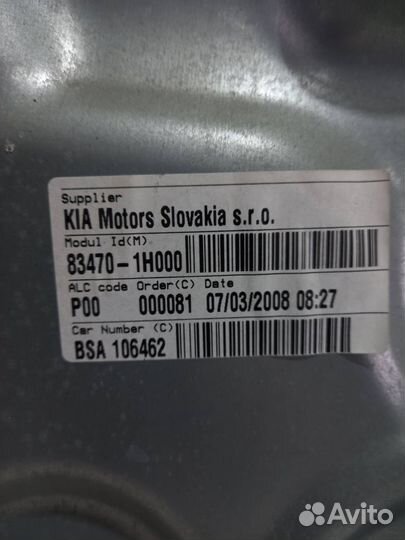 Supplier
KIA Motors Slovakia s.r.o.
Modul Id(M)
83470-1H000
ALC code Order(C) Date
P00 000081 07/03/2008 08:27
Car Number (C)
BSA 106462
Avito